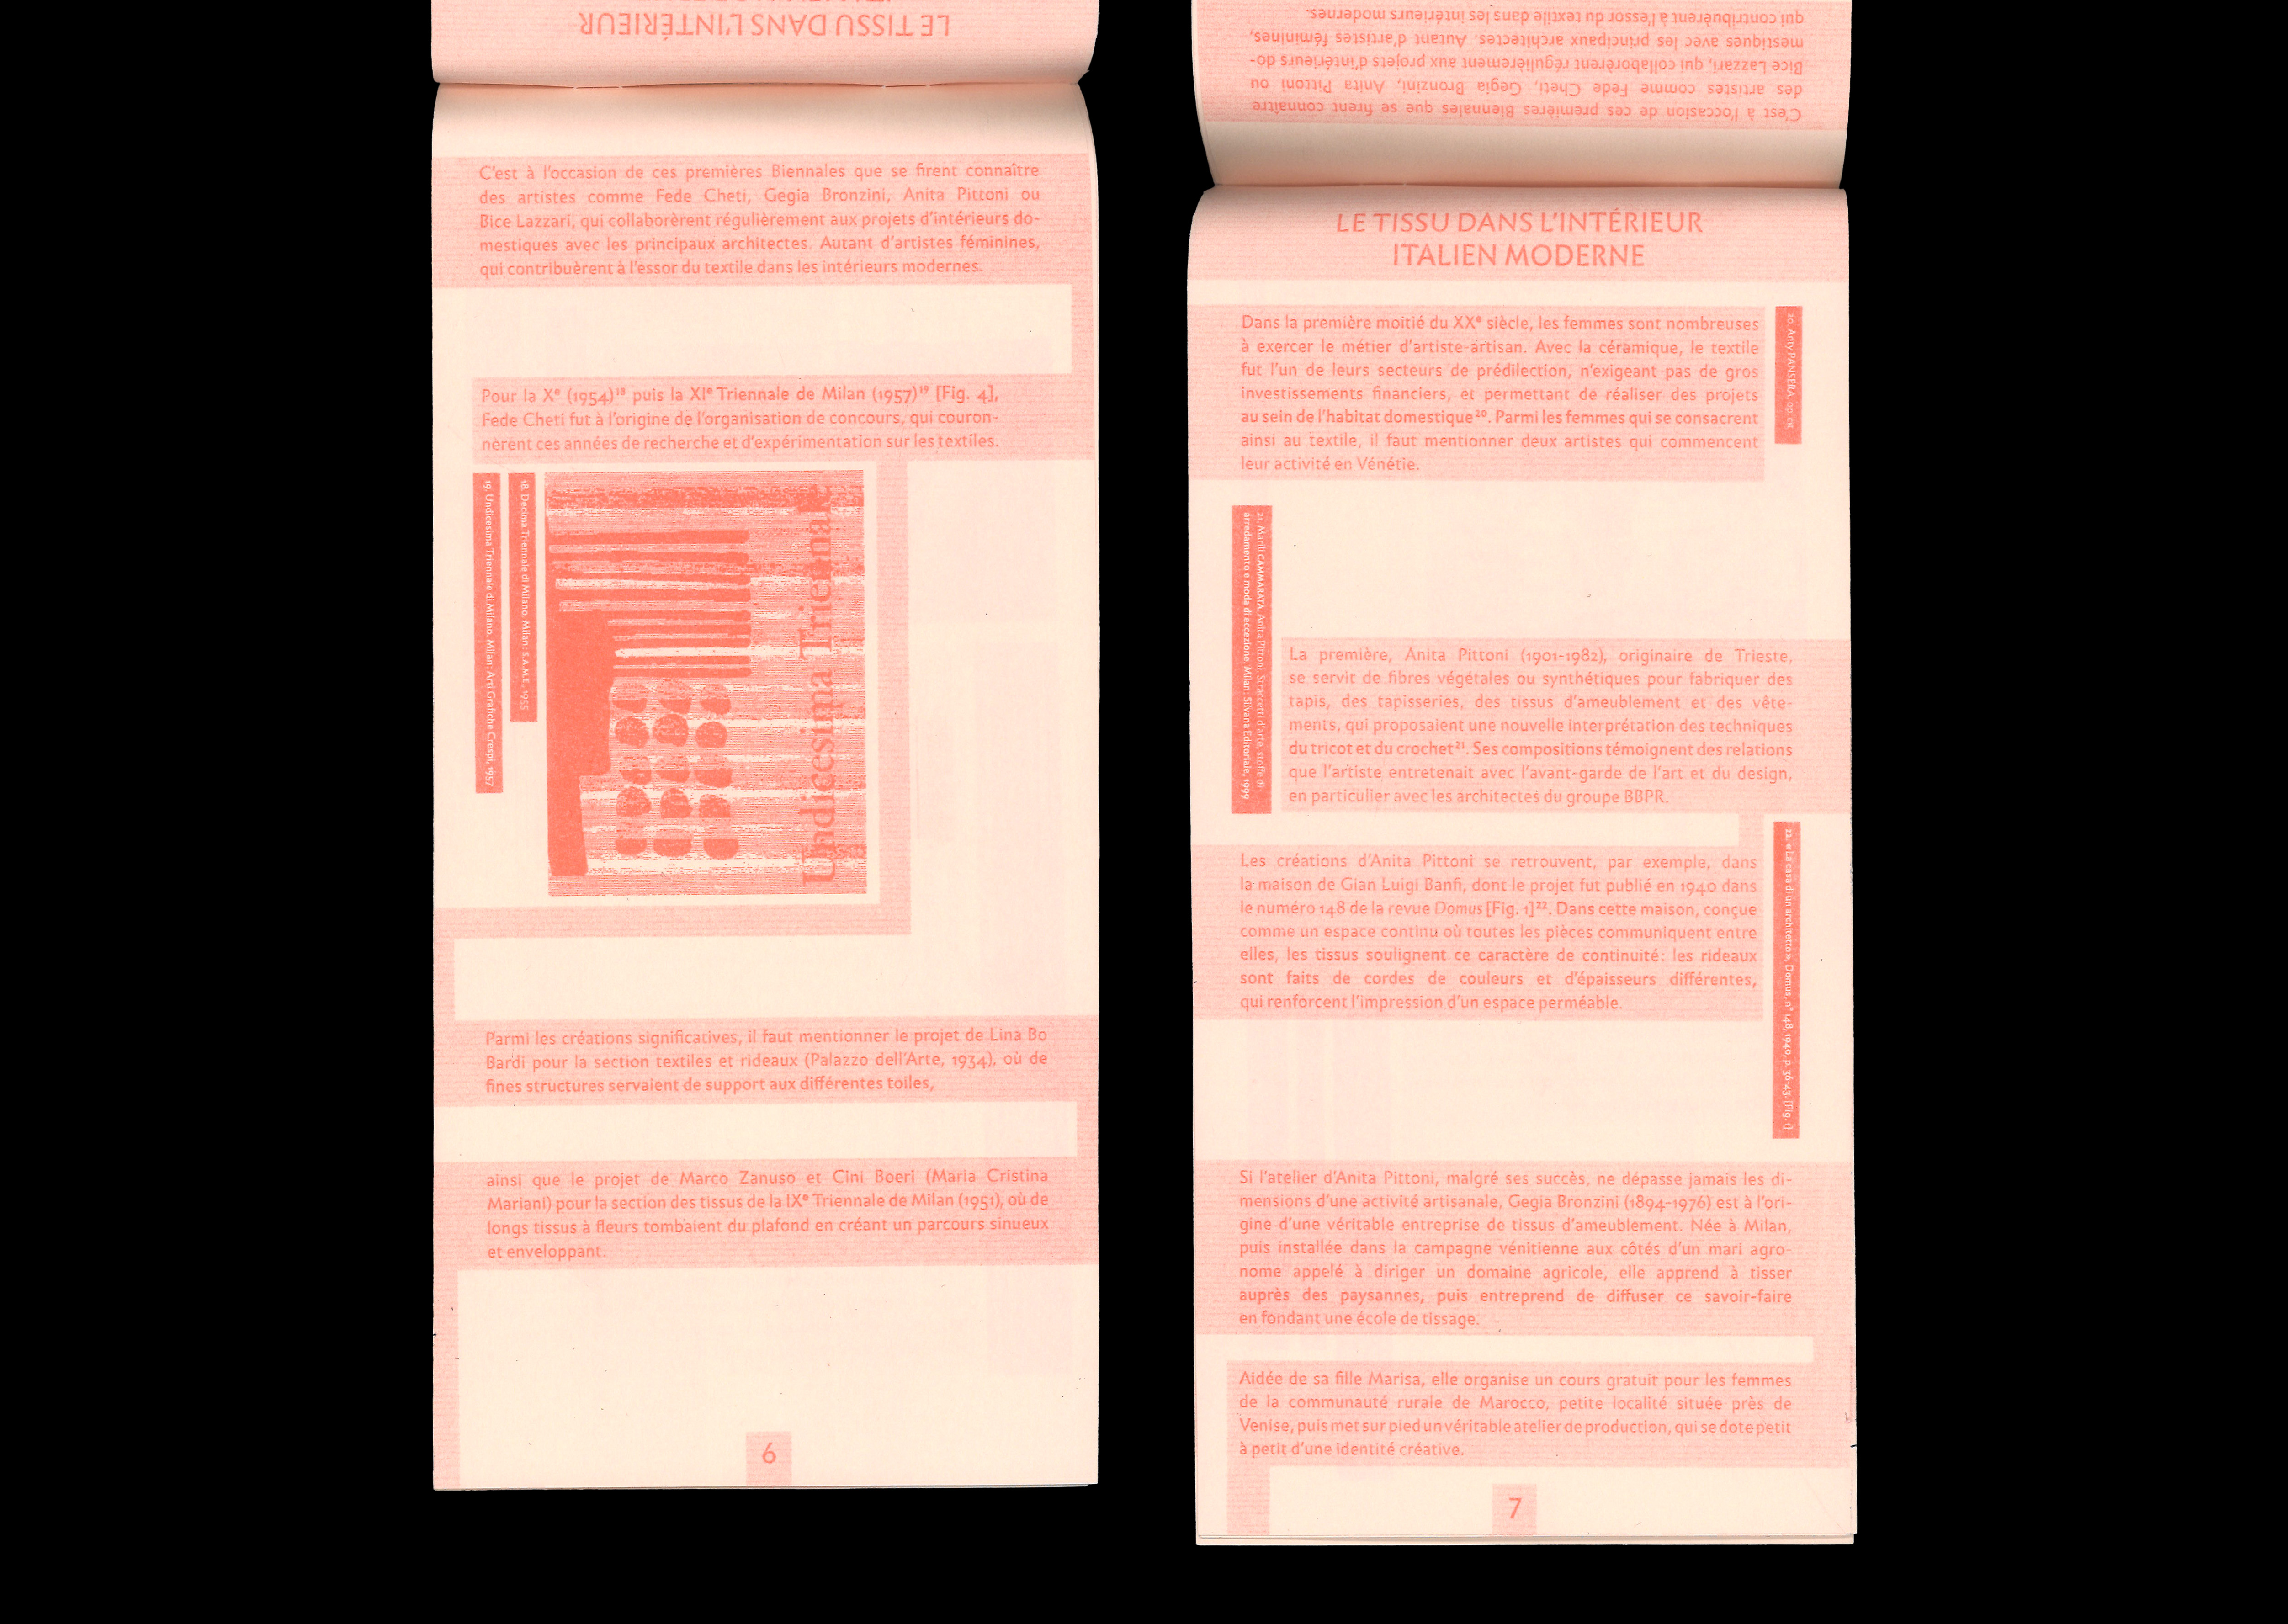 LE TISSU DANS L'INTÉRIEUR
C'est à l'occasion de ces premières Biennales que se firent connaître
des artistes comme Fede Cheti, Gegia Bronzini, Anita Pittoni ou
Bice Lazzari, qui collaborèrent régulièrement aux projets d'intérieurs do-
mestiques avec les principaux architectes. Autant d'artistes féminines,
qui contribuèrent à l'essor du textile dans les intérieurs modernes.
Pour la Xe (1954)18 puis la XIe Triennale de Milan (1957)19 [Fig. 4],
Fede Cheti fut à l'origine de l'organisation de concours, qui couron-
nèrent ces années de recherche et d'expérimentation sur les textiles.
18. Decima Triennale di Milano. Milan : S.A.M.E., 1955
19. Undicesima Triennale di Milano. Milan : Arti Grafiche Crespi, 1957
Undicesima Triennale
Parmi les créations significatives, il faut mentionner le projet de Lina Bo
Bardi pour la section textiles et rideaux (Palazzo dell'Arte, 1934), où de
fines structures servaient de support aux différentes toiles,
ainsi que le projet de Marco Zanuso et Cini Boeri (Maria Cristina
Mariani) pour la section des tissus de la IXe Triennale de Milan (1951), où de
longs tissus à fleurs tombaient du plafond en créant un parcours sinueux
et enveloppant.
6
C'est à l'occasion de ces premières Biennales que se firent connaître
des artistes comme Fede Cheti, Gegia Bronzini, Anita Pittoni ou
Bice Lazzari, qui collaborèrent régulièrement aux projets d'intérieurs do-
mestiques avec les principaux architectes. Autant d'artistes féminines,
qui contribuèrent à l'essor du textile dans les intérieurs modernes.
LE TISSU DANS L'INTÉRIEUR
ITALIEN MODERNE
Dans la première moitié du XXe siècle, les femmes sont nombreuses
à exercer le métier d'artiste-artisan. Avec la céramique, le textile
fut l'un de leurs secteurs de prédilection, n'exigeant pas de gros
investissements financiers, et permettant de réaliser des projets
au sein de l'habitat domestique20. Parmi les femmes qui se consacrent
ainsi au textile, il faut mentionner deux artistes qui commencent
leur activité en Vénétie.
20. Anty PANSERA, op. cit.
21. Marili CAMMARATA, Anita Pittoni. Straccetti d'arte, stoffe di
arredamento e moda di eccezione. Milan : Silvana Editoriale, 1999
La première, Anita Pittoni (1901-1982), originaire de Trieste,
se servit de fibres végétales ou synthétiques pour fabriquer des
tapis, des tapisseries, des tissus d'ameublement et des vête-
ments, qui proposaient une nouvelle interprétation des techniques
du tricot et du crochet21. Ses compositions témoignent des relations
que l'artiste entretenait avec l'avant-garde de l'art et du design,
en particulier avec les architectes du groupe BBPR.
Les créations d'Anita Pittoni se retrouvent, par exemple, dans
la maison de Gian Luigi Banfi, dont le projet fut publié en 1940 dans
le numéro 148 de la revue Domus [Fig. 1]22. Dans cette maison, conçue
comme un espace continu où toutes les pièces communiquent entre
elles, les tissus soulignent ce caractère de continuité : les rideaux
sont faits de cordes de couleurs et d'épaisseurs différentes,
qui renforcent l'impression d'un espace perméable.
22. « La casa di un architetto », Domus, n° 148, 1940, p. 36-43. [Fig 1]
Si l'atelier d'Anita Pittoni, malgré ses succès, ne dépasse jamais les di-
mensions d'une activité artisanale, Gegia Bronzini (1894-1976) est à l'ori-
gine d'une véritable entreprise de tissus d'ameublement. Née à Milan,
puis installée dans la campagne vénitienne aux côtés d'un mari agro-
nome appelé à diriger un domaine agricole, elle apprend à tisser
auprès des paysannes, puis entreprend de diffuser ce savoir-faire
en fondant une école de tissage.
Aidée de sa fille Marisa, elle organise un cours gratuit pour les femmes
de la communauté rurale de Marocco, petite localité située près de
Venise, puis met sur pied un véritable atelier de production, qui se dote petit
à petit d'une identité créative.
7